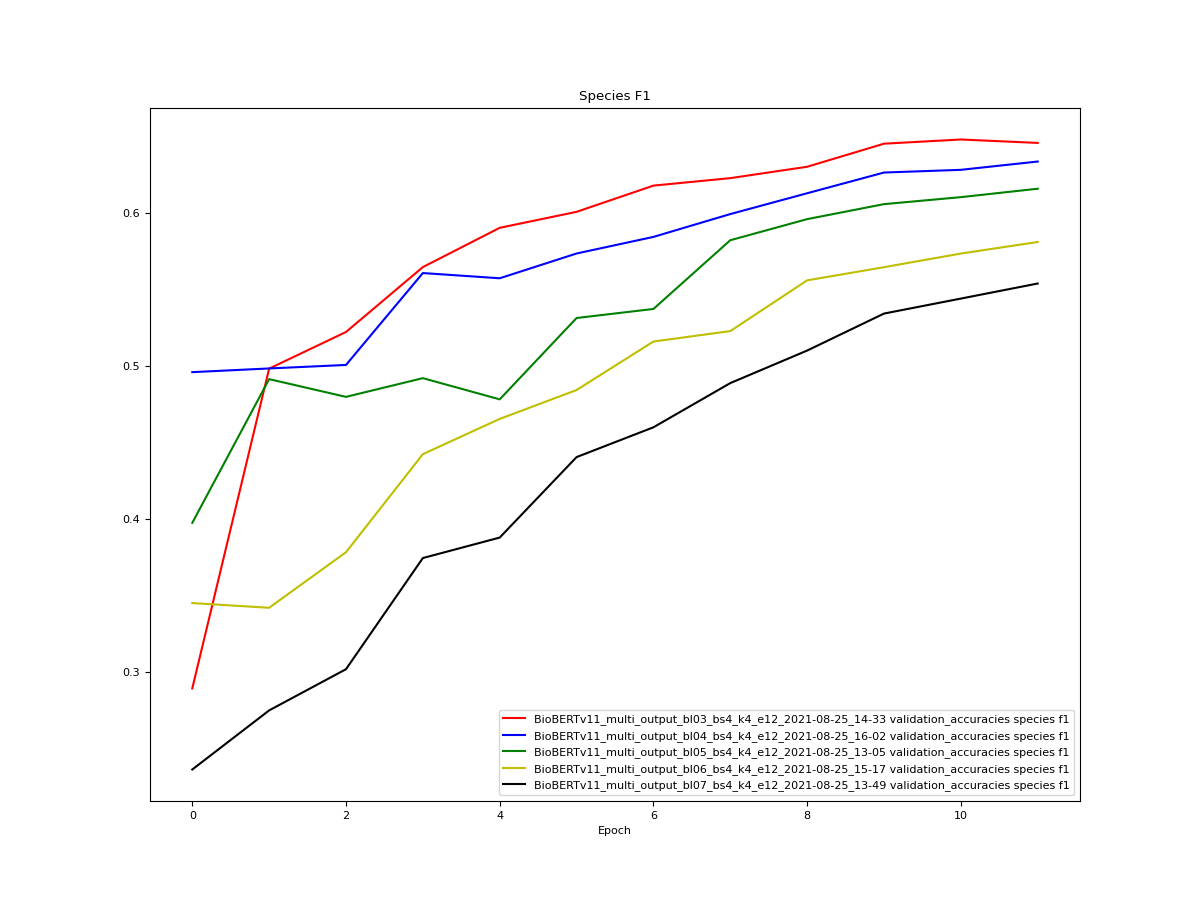 Species F1
0.6
0.5
0.4
0.3
BioBERTv11_multi_output_bl03_bs4_k4_e12_2021-08-25_14-33 validation_accuracies species f1
BioBERTv11_multi_output_bl04_bs4_k4_e12_2021-08-25_16-02 validation_accuracies species f1
BioBERTv11_multi_output_bl05_bs4_k4_e12_2021-08-25_13-05 validation_accuracies species f1
BioBERTv11_multi_output_bl06_bs4_k4_e12_2021-08-25_15-17 validation_accuracies species f1
BioBERTv11_multi_output_bl07_bs4_k4_e12_2021-08-25_13-49 validation_accuracies species f1
0 2 4 6 8 10
Epoch